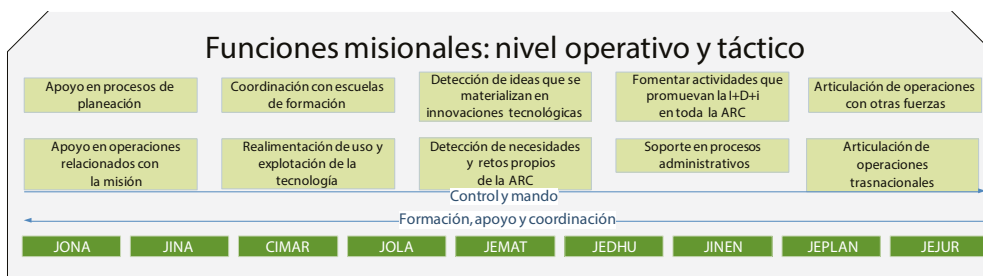 Funciones misionales: nivel operativo y táctico
Apoyo en procesos de
planeación
Coordinación con escuelas
de formación
Detección de ideas que se
materializan en
innovaciones tecnológicas
Fomentar actividades que
promuevan la I+D+i
en toda la ARC
Articulación de operaciones
con otras fuerzas
Apoyo en operaciones
relacionados con
la misión
Realimentación de uso y
explotación de la
tecnología
Detección de necesidades
y retos propios
de la ARC
Soporte en procesos
administrativos
Articulación de
operaciones
trasnacionales
Control y mando
Formación, apoyo y coordinación
JONA
JINA
CIMAR
JOLA
JEMAT
JEDHU
JINEN
JEPLAN
JEJUR